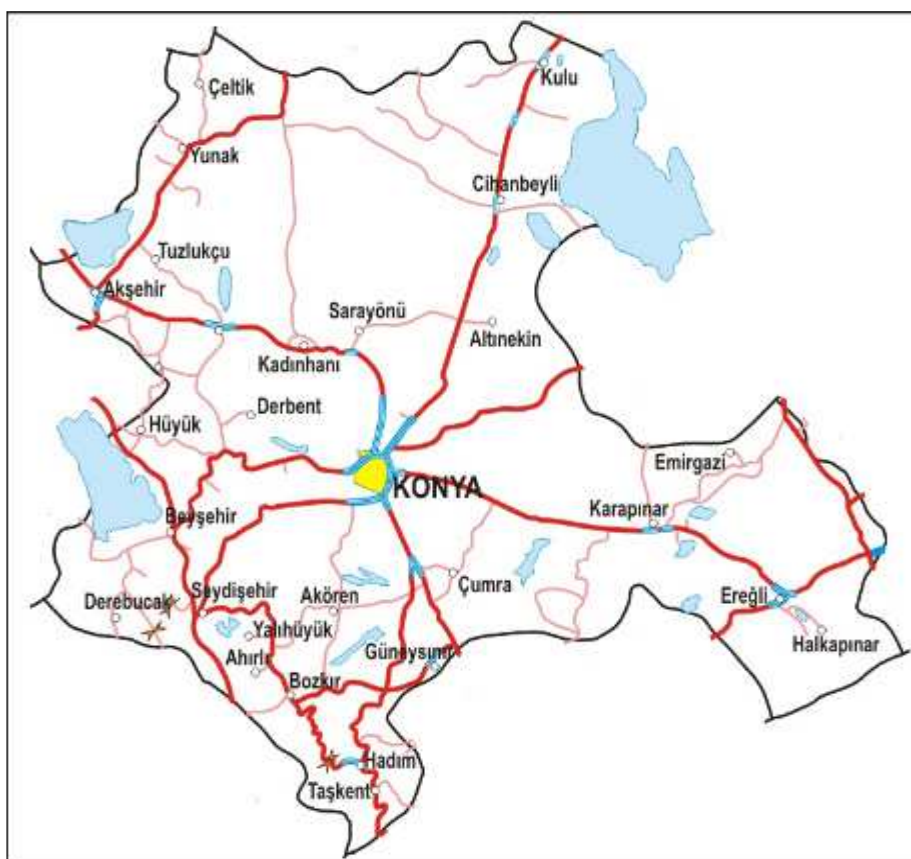 Kulu
Çeltik
Yunak
Cihanbeyli
Tuzlukçu
Akşehir
Sarayönü
Altınekin
Kadınhanı
Derbent
Hüyük
Emirgazi
KONYA
Karapınar
Beyşehir
Çumra
Seydişehir
Akören
Ereğli
Derebucak
Yalıhüyük
Halkapınar
Güneysınır
Ahırlı
Bozkır
Hadım
Taşkent